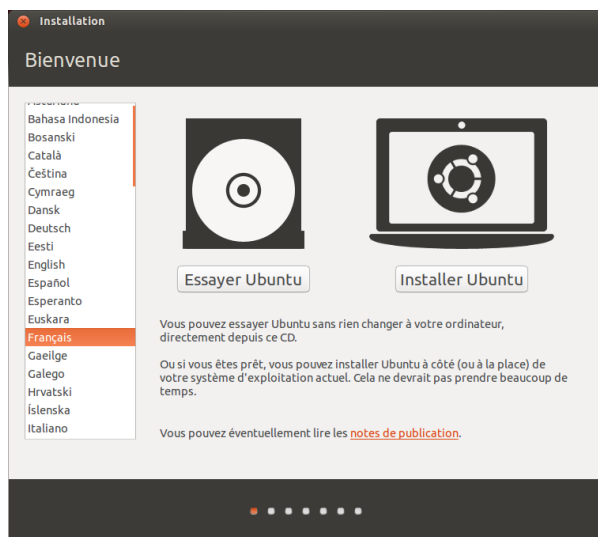 Installation
Bienvenue
Bahasa Indonesia
Bosanski
Català
Čeština
Cymraeg
Dansk
Deutsch
Eesti
English
Español
Esperanto
Euskara
Français
Gaeilge
Galego
Hrvatski
Íslenska
Italiano
Essayer Ubuntu
Installer Ubuntu
Vous pouvez essayer Ubuntu sans rien changer à votre ordinateur,
directement depuis ce CD.
Ou si vous êtes prêt, vous pouvez installer Ubuntu à côté (ou à la place) de
votre système d'exploitation actuel. Cela ne devrait pas prendre beaucoup de
temps.
Vous pouvez éventuellement lire les notes de publication.